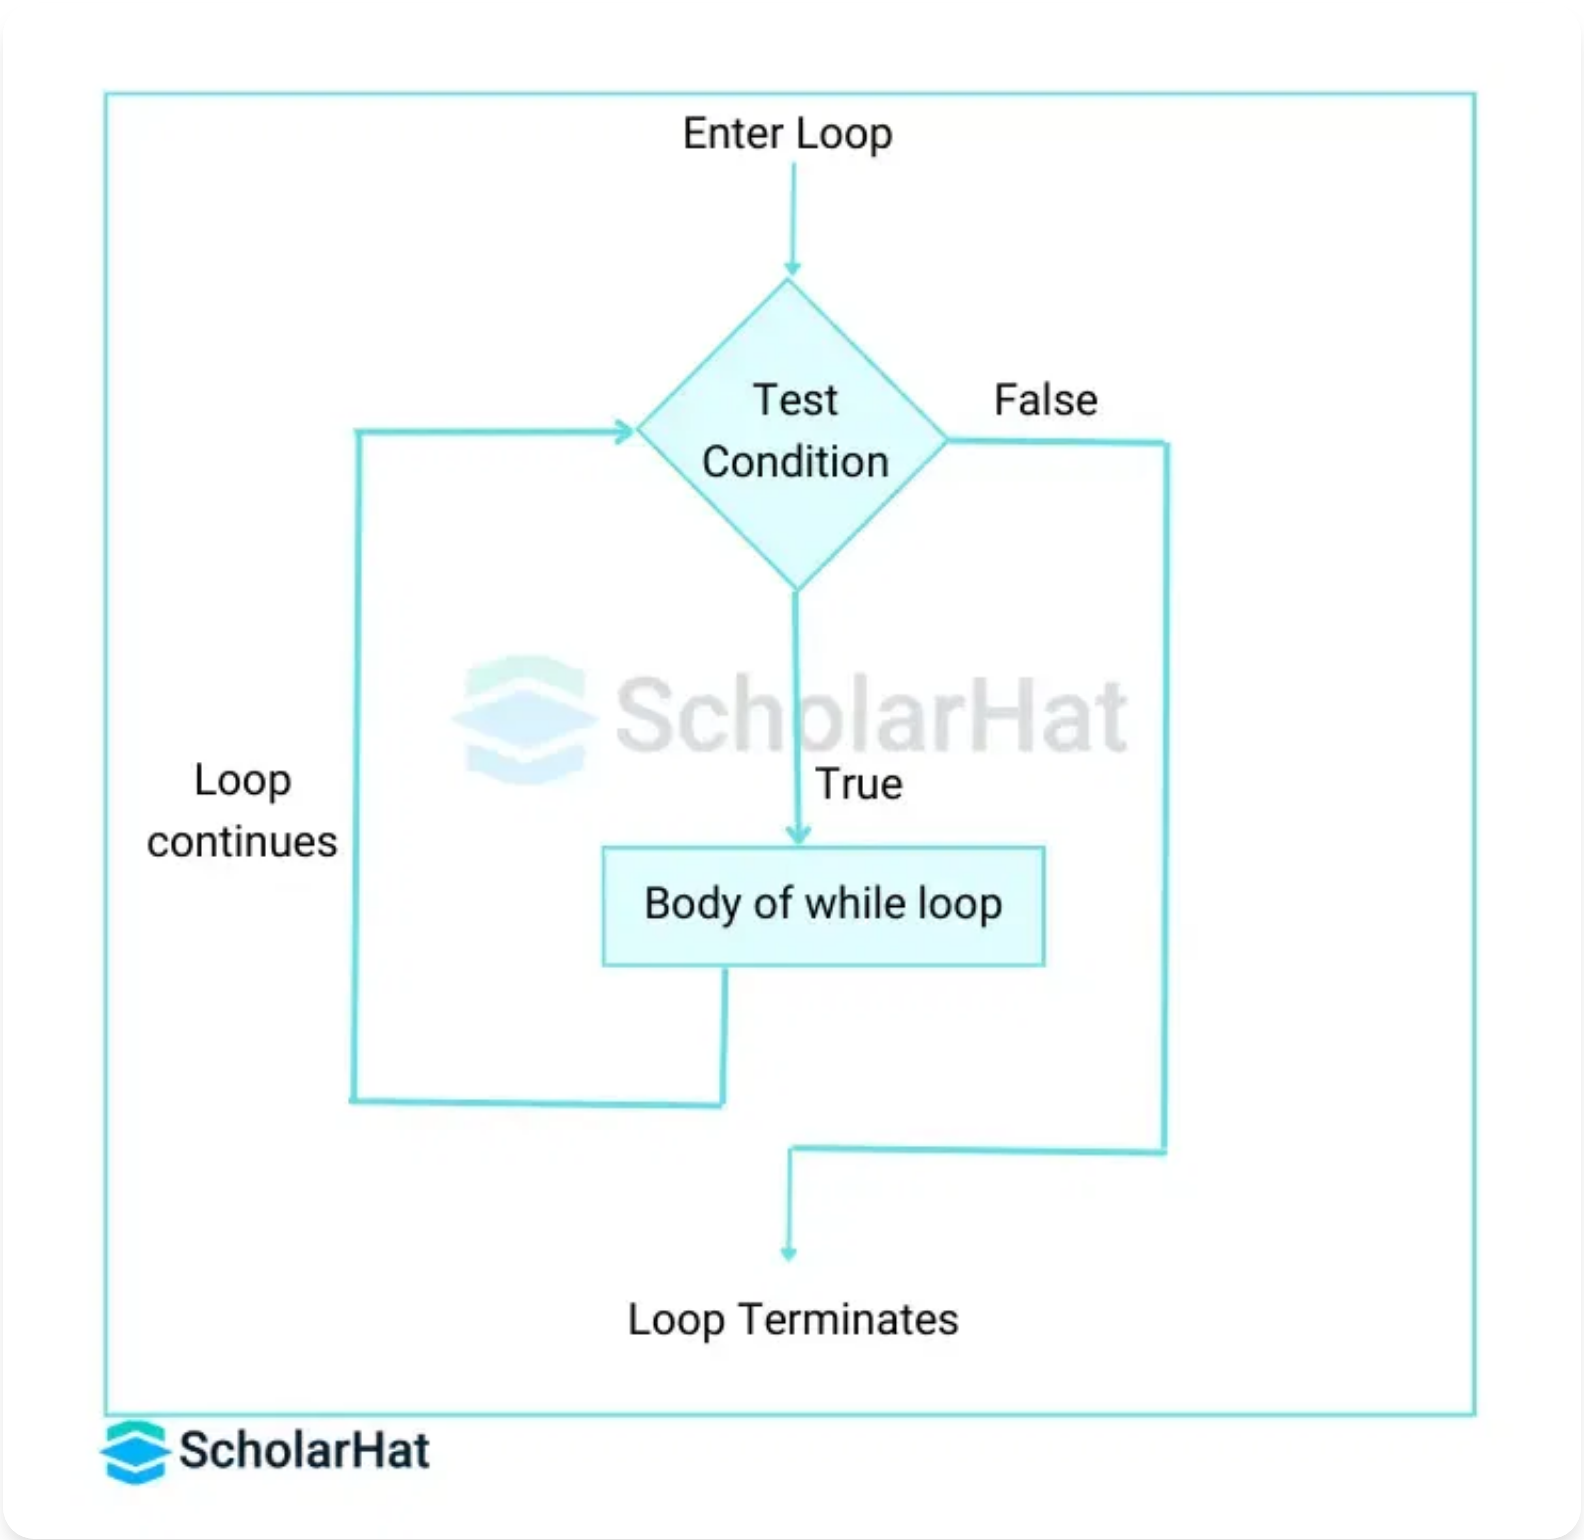 Enter Loop
Test
Condition
False
ScholarHat
True
Loop
continues
Body of while loop
Loop Terminates
ScholarHat